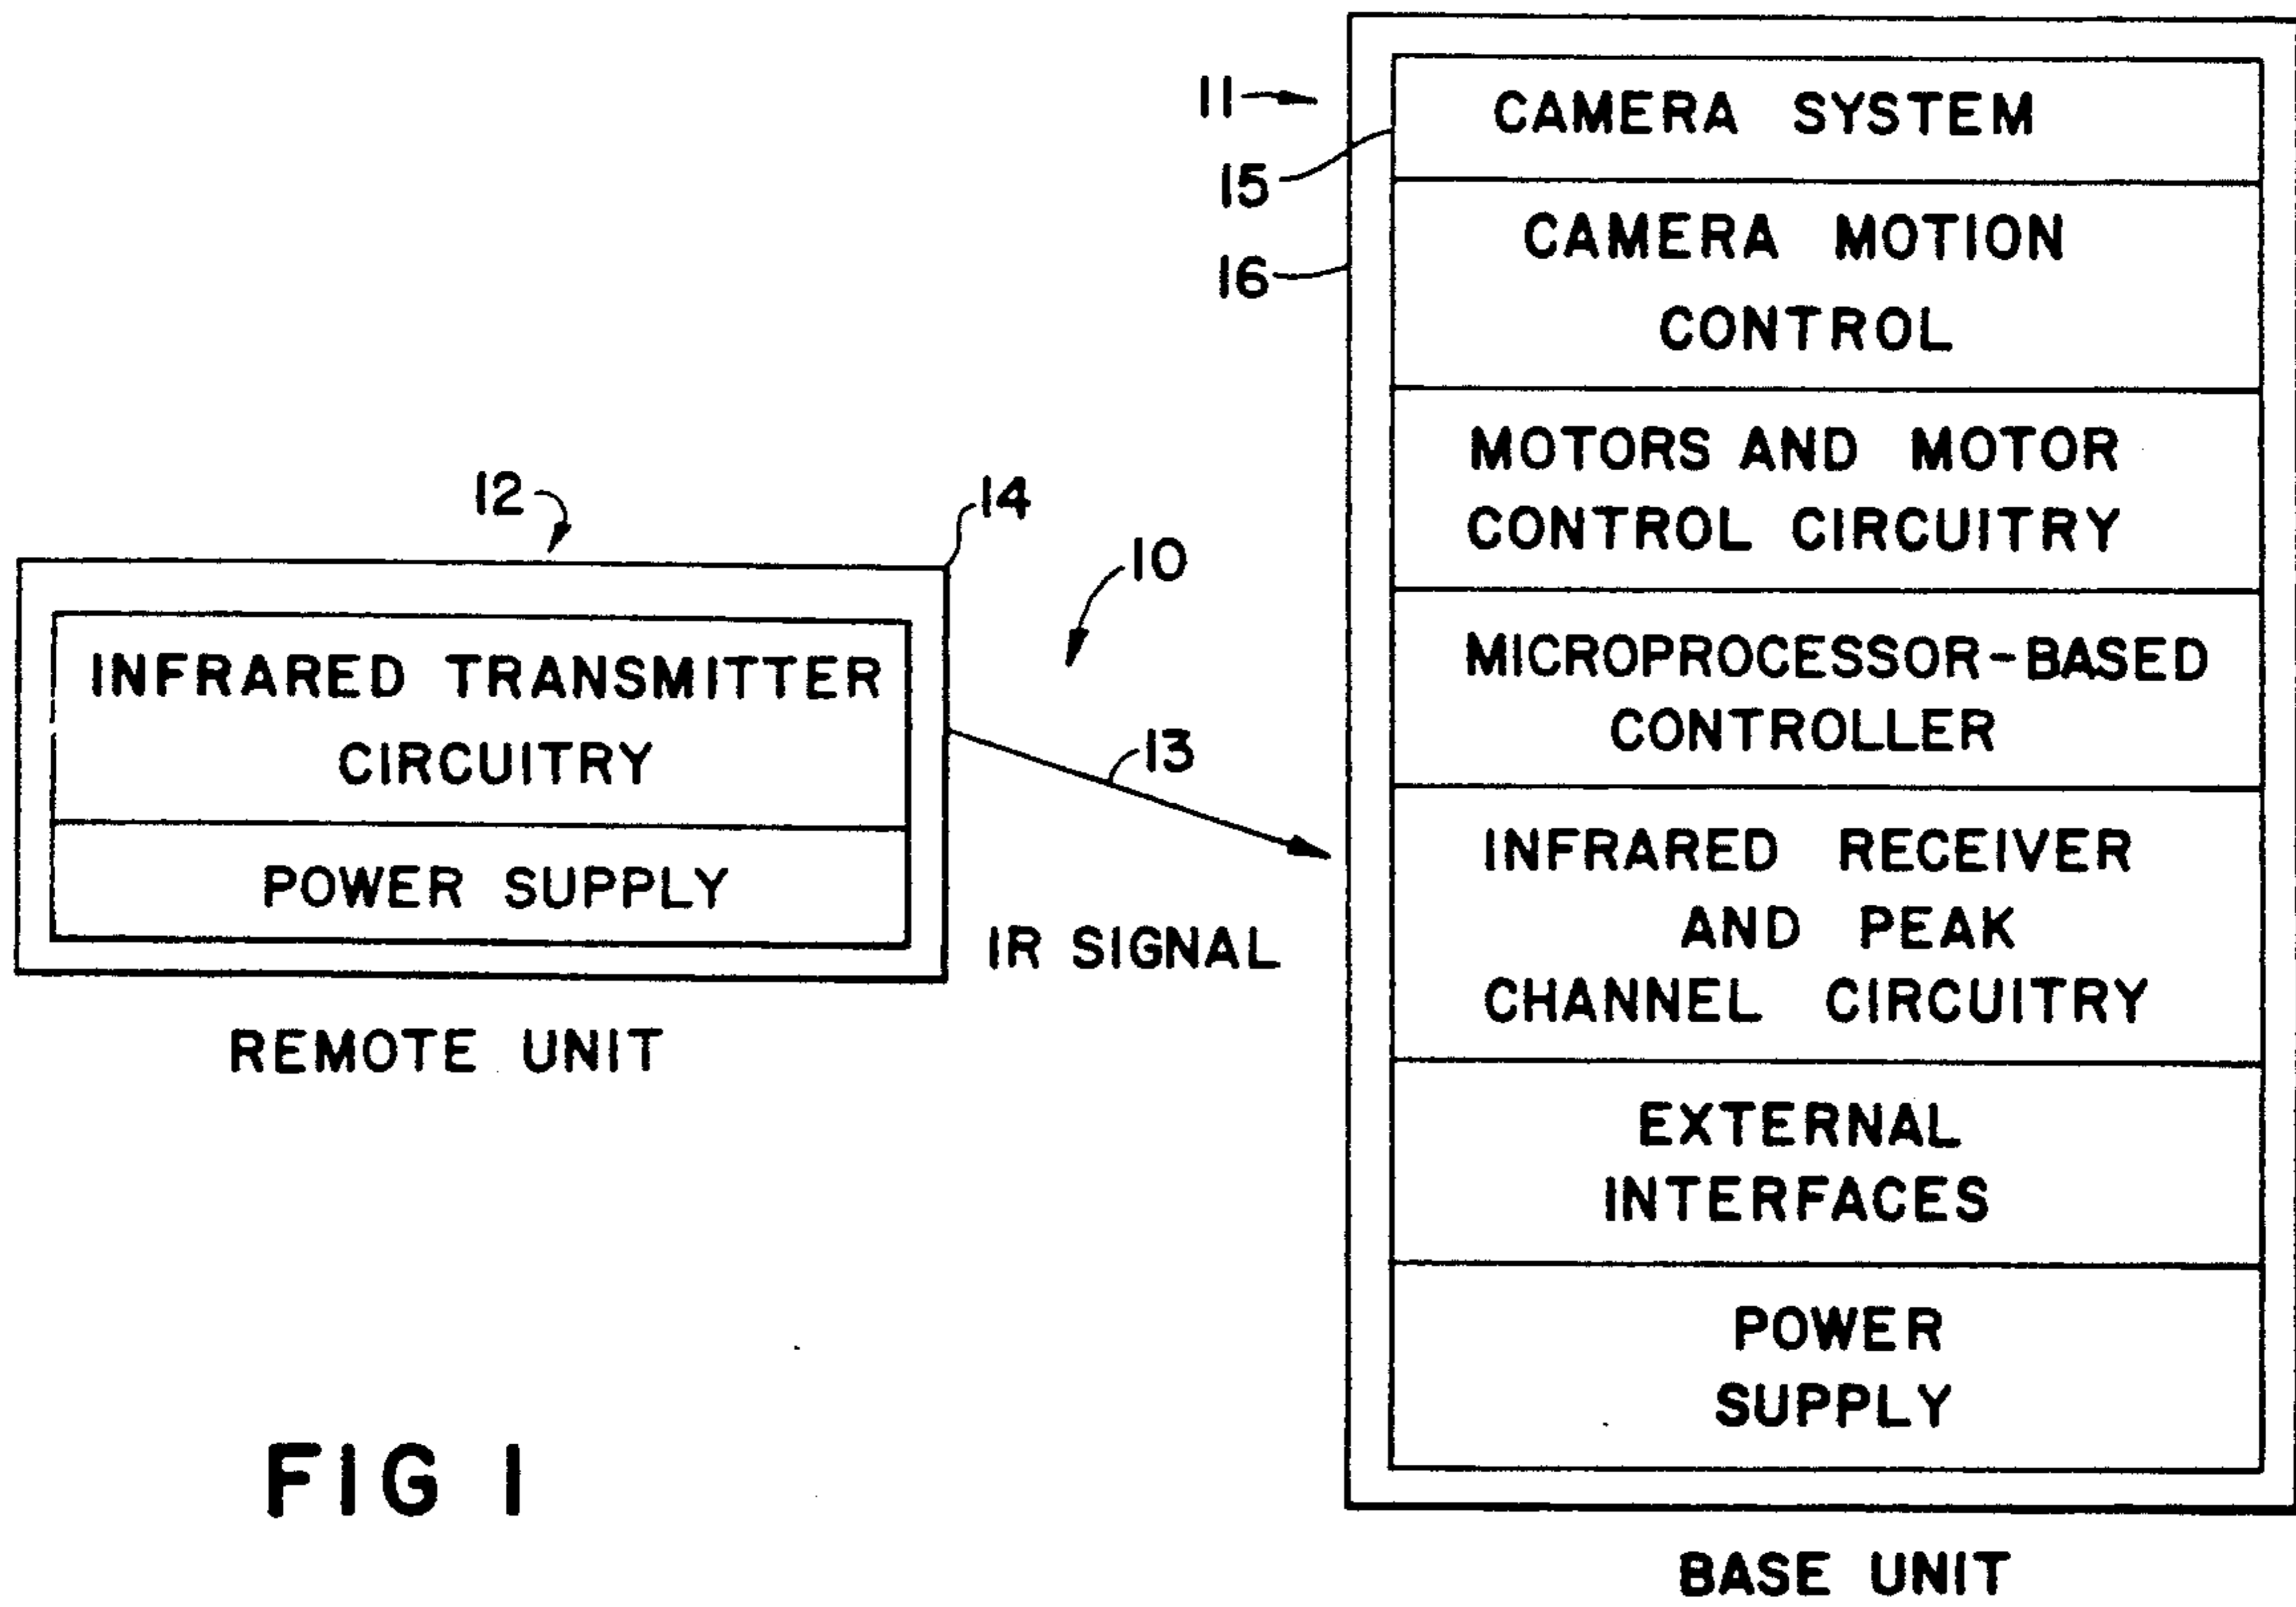 11
CAMERA SYSTEM
15
16
CAMERA MOTION
CONTROL
MOTORS AND MOTOR
CONTROL CIRCUITRY
MICROPROCESSOR-BASED
CONTROLLER
INFRARED RECEIVER
AND PEAK
CHANNEL CIRCUITRY
EXTERNAL
INTERFACES
POWER
SUPPLY
BASE UNIT
12
14
10
INFRARED TRANSMITTER
CIRCUITRY
POWER SUPPLY
13
IR SIGNAL
REMOTE UNIT
FIG 1